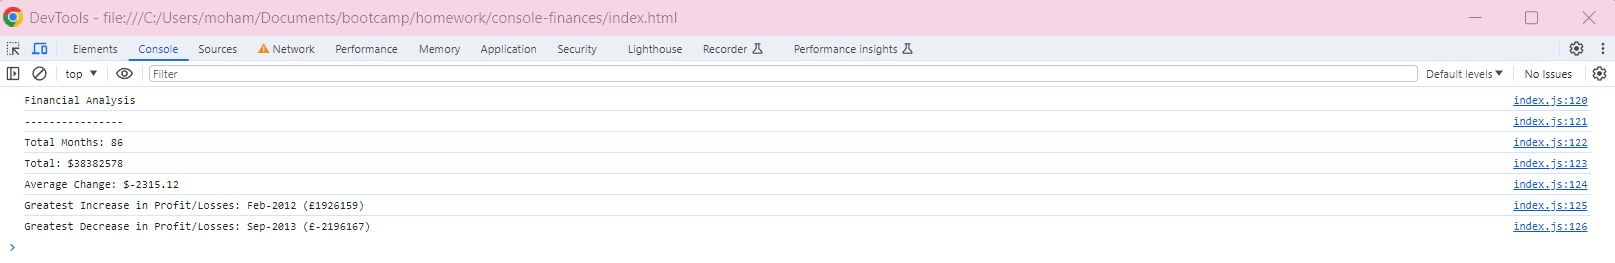 DevTools - file:///C:/Users/moham/Documents/bootcamp/homework/console-finances/index.html
Elements Console Sources Network Performance Memory Application Security Lighthouse Recorder Performance insights
top Filter Default levels No Issues
Financial Analysis index.js:120
---------------- index.js:121
Total Months: 86 index.js:122
Total: $38382578 index.js:123
Average Change: $-2315.12 index.js:124
Greatest Increase in Profit/Losses: Feb-2012 (£1926159) index.js:125
Greatest Decrease in Profit/Losses: Sep-2013 (£-2196167) index.js:126